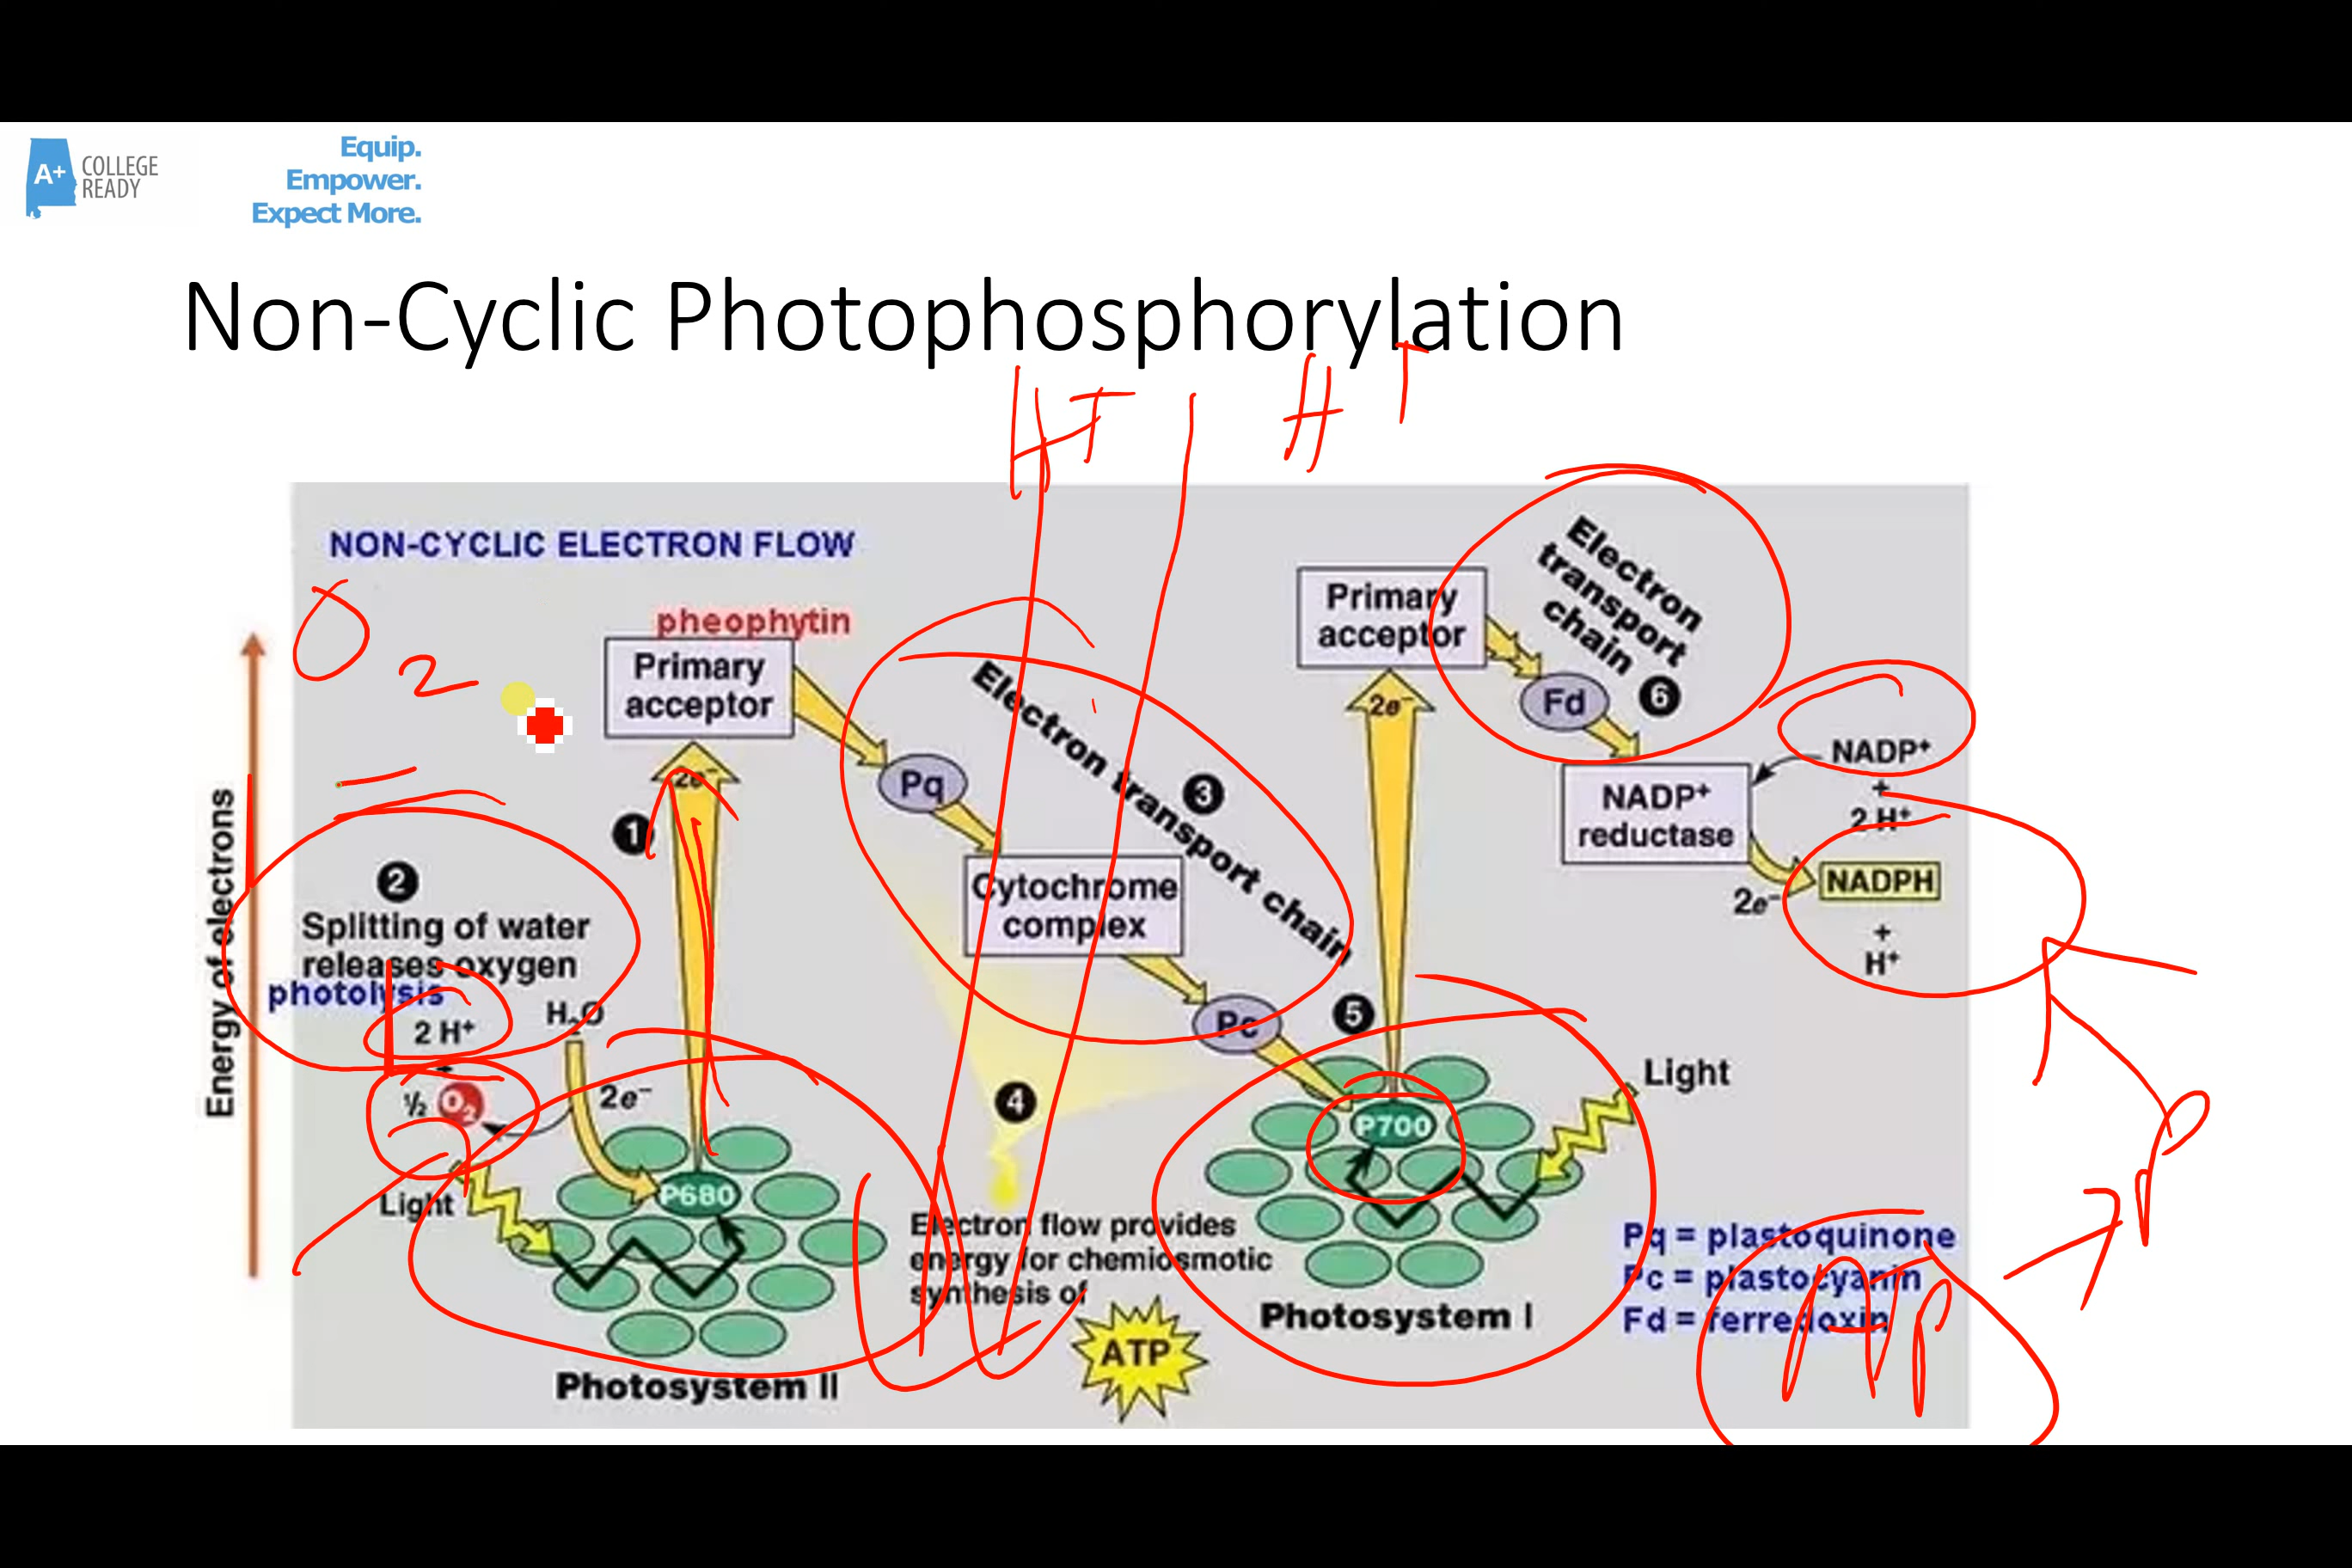 A+ COLLEGE READY
Equip.
Empower.
Expect More.
Non-Cyclic Photophosphorylation
H+
H+
NON-CYCLIC ELECTRON FLOW
O2
pheophytin
Primary
acceptor
2e-
1
Pq
Electron transport chain
3
Cytochrome
complex
Pc
5
Primary
acceptor
2e-
Electron
transport
chain 6
Fd
NADP+
+
2 H+
NADP+
reductase
2e-
NADPH
+
H+
Energy of electrons
2
Splitting of water
releases oxygen
photolysis
2 H+
H2O
+
½ O2
2e-
Light
P680
Photosystem II
4
Electron flow provides
energy for chemiosmotic
synthesis of
ATP
P700
Light
Photosystem I
Pq = plastoquinone
Pc = plastocyanin
Fd = ferredoxin